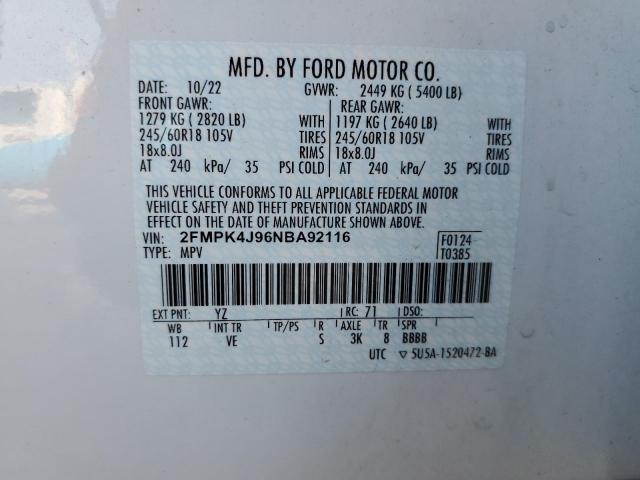 MFD. BY FORD MOTOR CO.
DATE: 10/22 GVWR: 2449 KG ( 5400 LB)
FRONT GAWR: REAR GAWR:
1279 KG ( 2820 LB) WITH 1197 KG ( 2640 LB) WITH
245/60R18 105V TIRES 245/60R18 105V TIRES
18x8.0J RIMS 18x8.0J RIMS
AT 240 kPa/ 35 PSI COLD AT 240 kPa/ 35 PSI COLD
THIS VEHICLE CONFORMS TO ALL APPLICABLE FEDERAL MOTOR
VEHICLE SAFETY AND THEFT PREVENTION STANDARDS IN
EFFECT ON THE DATE OF MANUFACTURE SHOWN ABOVE.
VIN: 2FMPK4J96NBA92116 F0124
TYPE: MPV T0385
EXT PNT: YZ RC: 71 DSO:
WB INT TR TP/PS R AXLE TR SPR
112 VE S 3K 8 BBBB
UTC ▽ 5U5A-1520472-BA